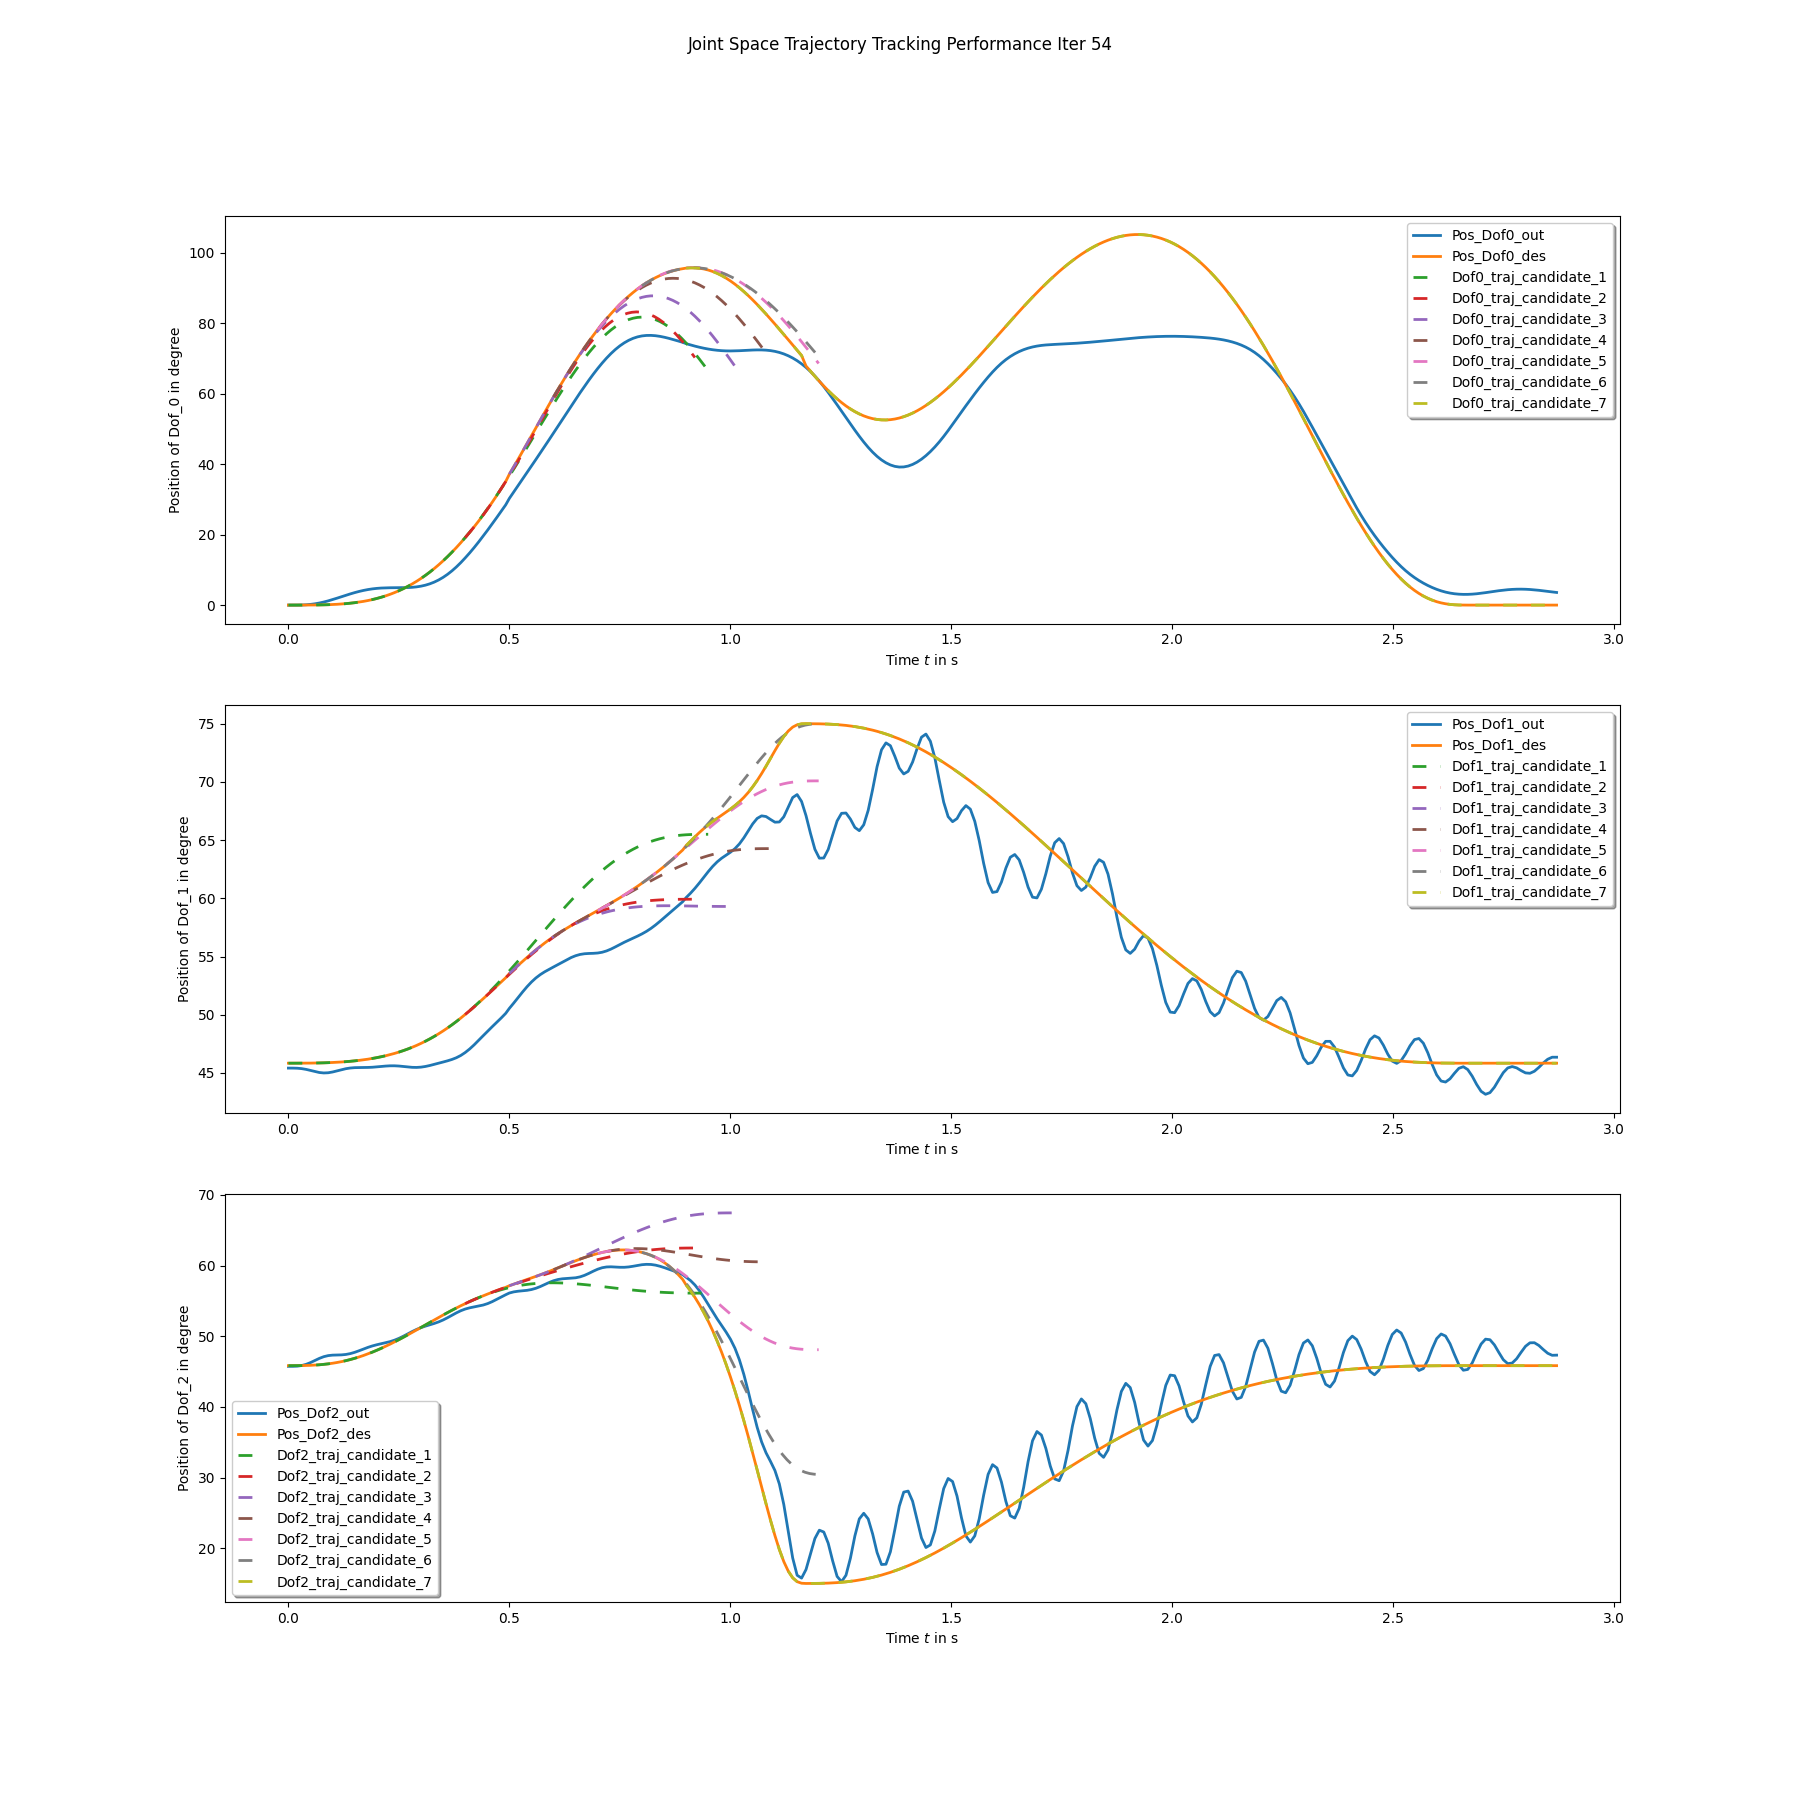 Joint Space Trajectory Tracking Performance Iter 54
Position of Dof_0 in degree
100
80
60
40
20
0
0.0 0.5 1.0 1.5 2.0 2.5 3.0
Time t in s
Pos_Dof0_out
Pos_Dof0_des
Dof0_traj_candidate_1
Dof0_traj_candidate_2
Dof0_traj_candidate_3
Dof0_traj_candidate_4
Dof0_traj_candidate_5
Dof0_traj_candidate_6
Dof0_traj_candidate_7
Position of Dof_1 in degree
75
70
65
60
55
50
45
0.0 0.5 1.0 1.5 2.0 2.5 3.0
Time t in s
Pos_Dof1_out
Pos_Dof1_des
Dof1_traj_candidate_1
Dof1_traj_candidate_2
Dof1_traj_candidate_3
Dof1_traj_candidate_4
Dof1_traj_candidate_5
Dof1_traj_candidate_6
Dof1_traj_candidate_7
Position of Dof_2 in degree
70
60
50
40
30
20
0.0 0.5 1.0 1.5 2.0 2.5 3.0
Time t in s
Pos_Dof2_out
Pos_Dof2_des
Dof2_traj_candidate_1
Dof2_traj_candidate_2
Dof2_traj_candidate_3
Dof2_traj_candidate_4
Dof2_traj_candidate_5
Dof2_traj_candidate_6
Dof2_traj_candidate_7